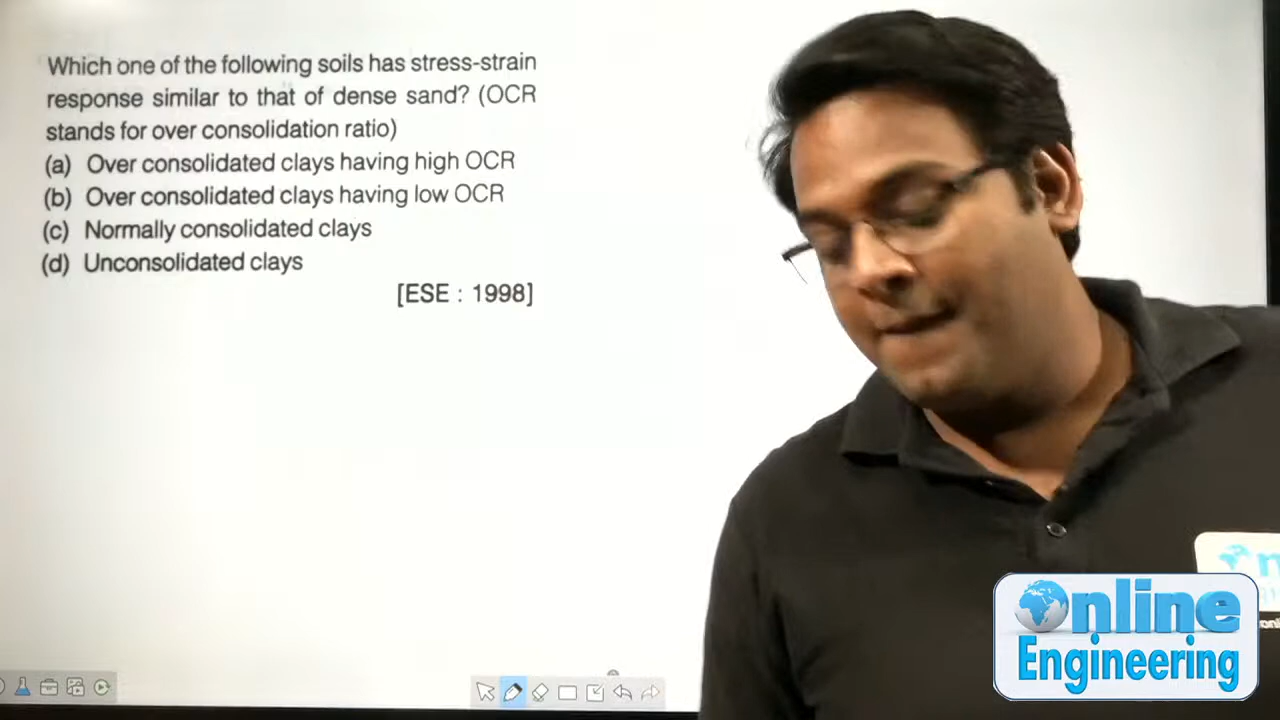 Which one of the following soils has stress-strain
response similar to that of dense sand? (OCR
stands for over consolidation ratio)
(a) Over consolidated clays having high OCR
(b) Over consolidated clays having low OCR
(c) Normally consolidated clays
(d) Unconsolidated clays
[ESE : 1998]
Online
Engineering